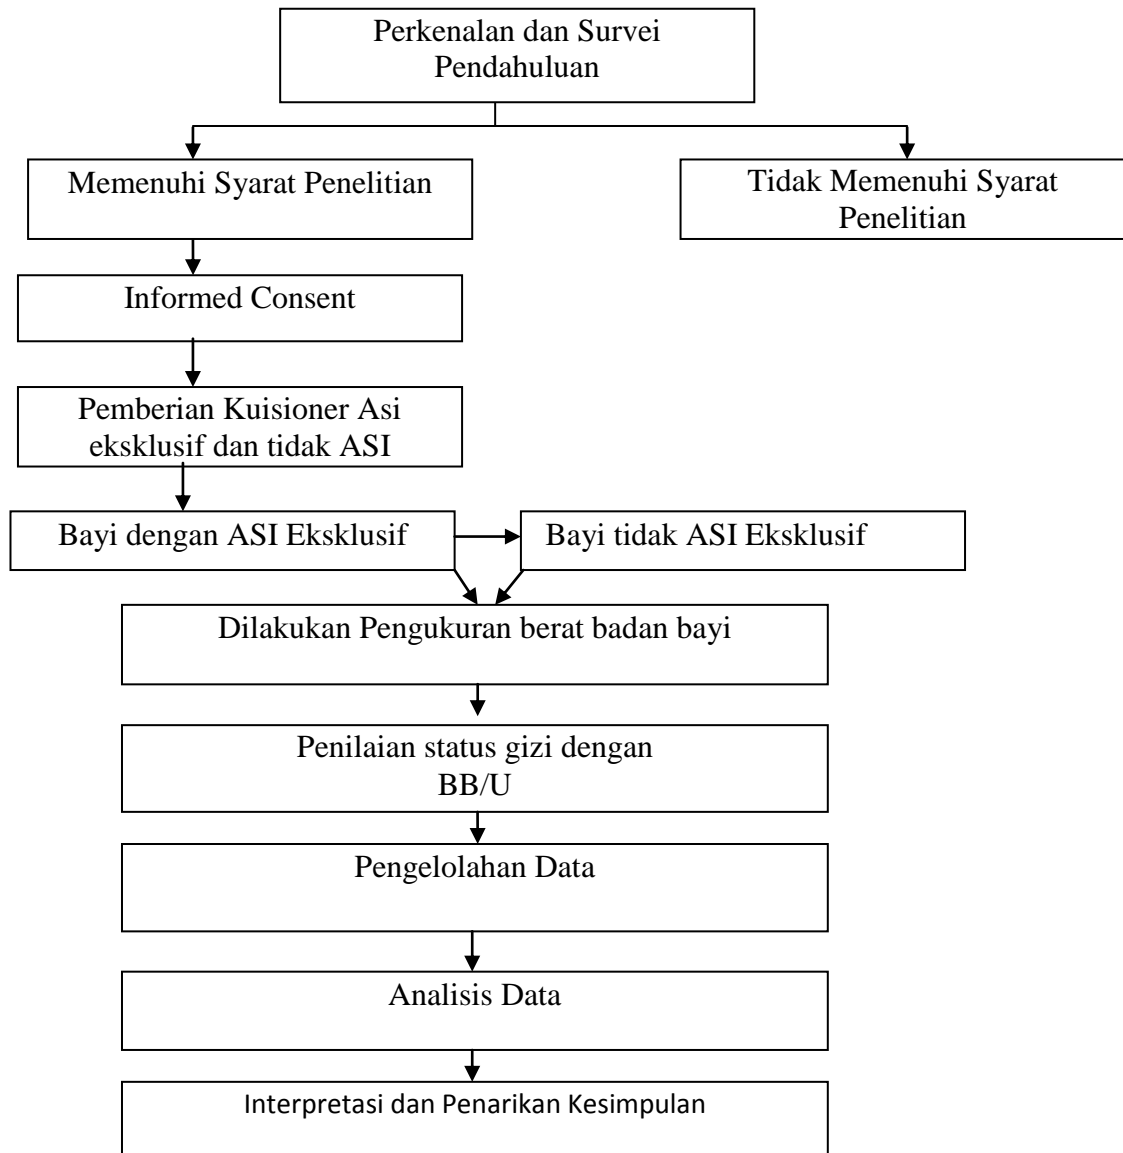 Perkenalan dan Survei
Pendahuluan
Memenuhi Syarat Penelitian
Tidak Memenuhi Syarat
Penelitian
Informed Consent
Pemberian Kuisioner Asi
eksklusif dan tidak ASI
Bayi dengan ASI Eksklusif
Bayi tidak ASI Eksklusif
Dilakukan Pengukuran berat badan bayi
Penilaian status gizi dengan
BB/U
Pengelolahan Data
Analisis Data
Interpretasi dan Penarikan Kesimpulan